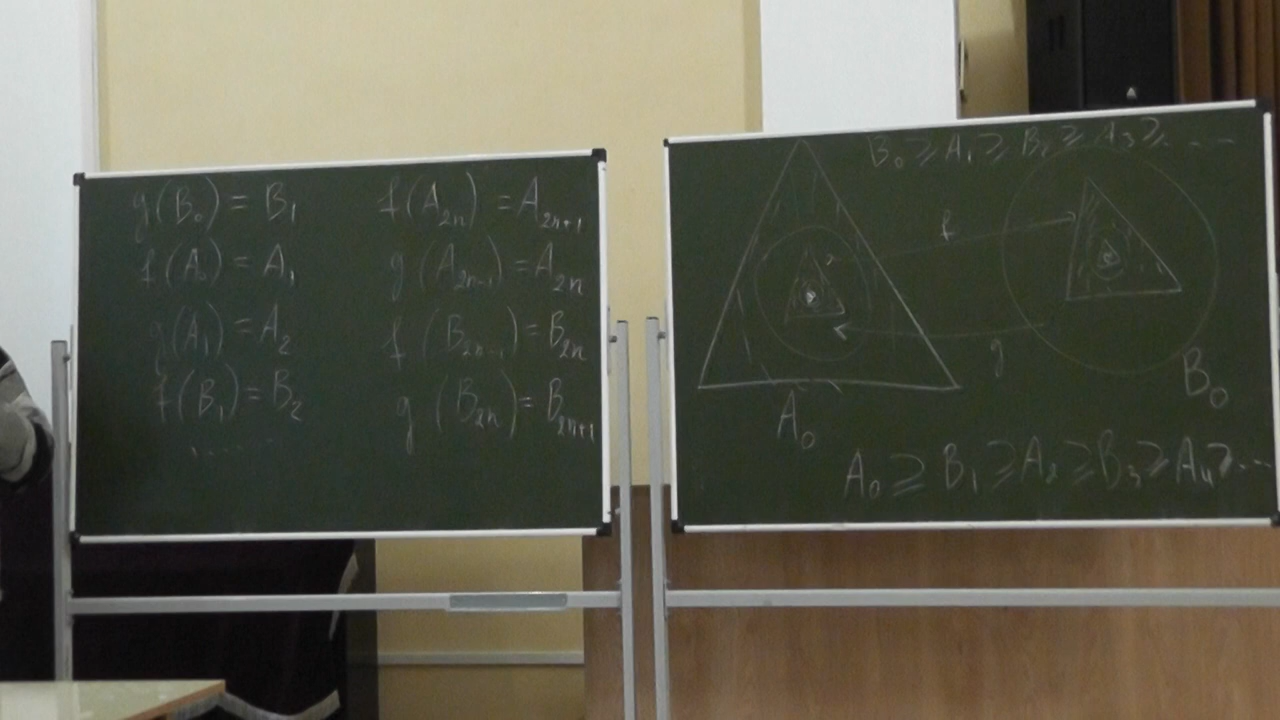 g(B₀) = B₁
f(A₀) = A₁
g(A₁) = A₂
f(B₁) = B₂
.....
f(A₂ₙ) = A₂ₙ₊₁
g(A₂ₙ₋₁) = A₂ₙ
f(B₂ₙ₋₁) = B₂ₙ
g(B₂ₙ) = B₂ₙ₊₁
B₀ ⩾ A₁ ⩾ B₂ ⩾ A₃ ⩾ ...
f
g
B₀
A₀
A₀ ⩾ B₁ ⩾ A₂ ⩾ B₃ ⩾ A₄ ⩾ ...